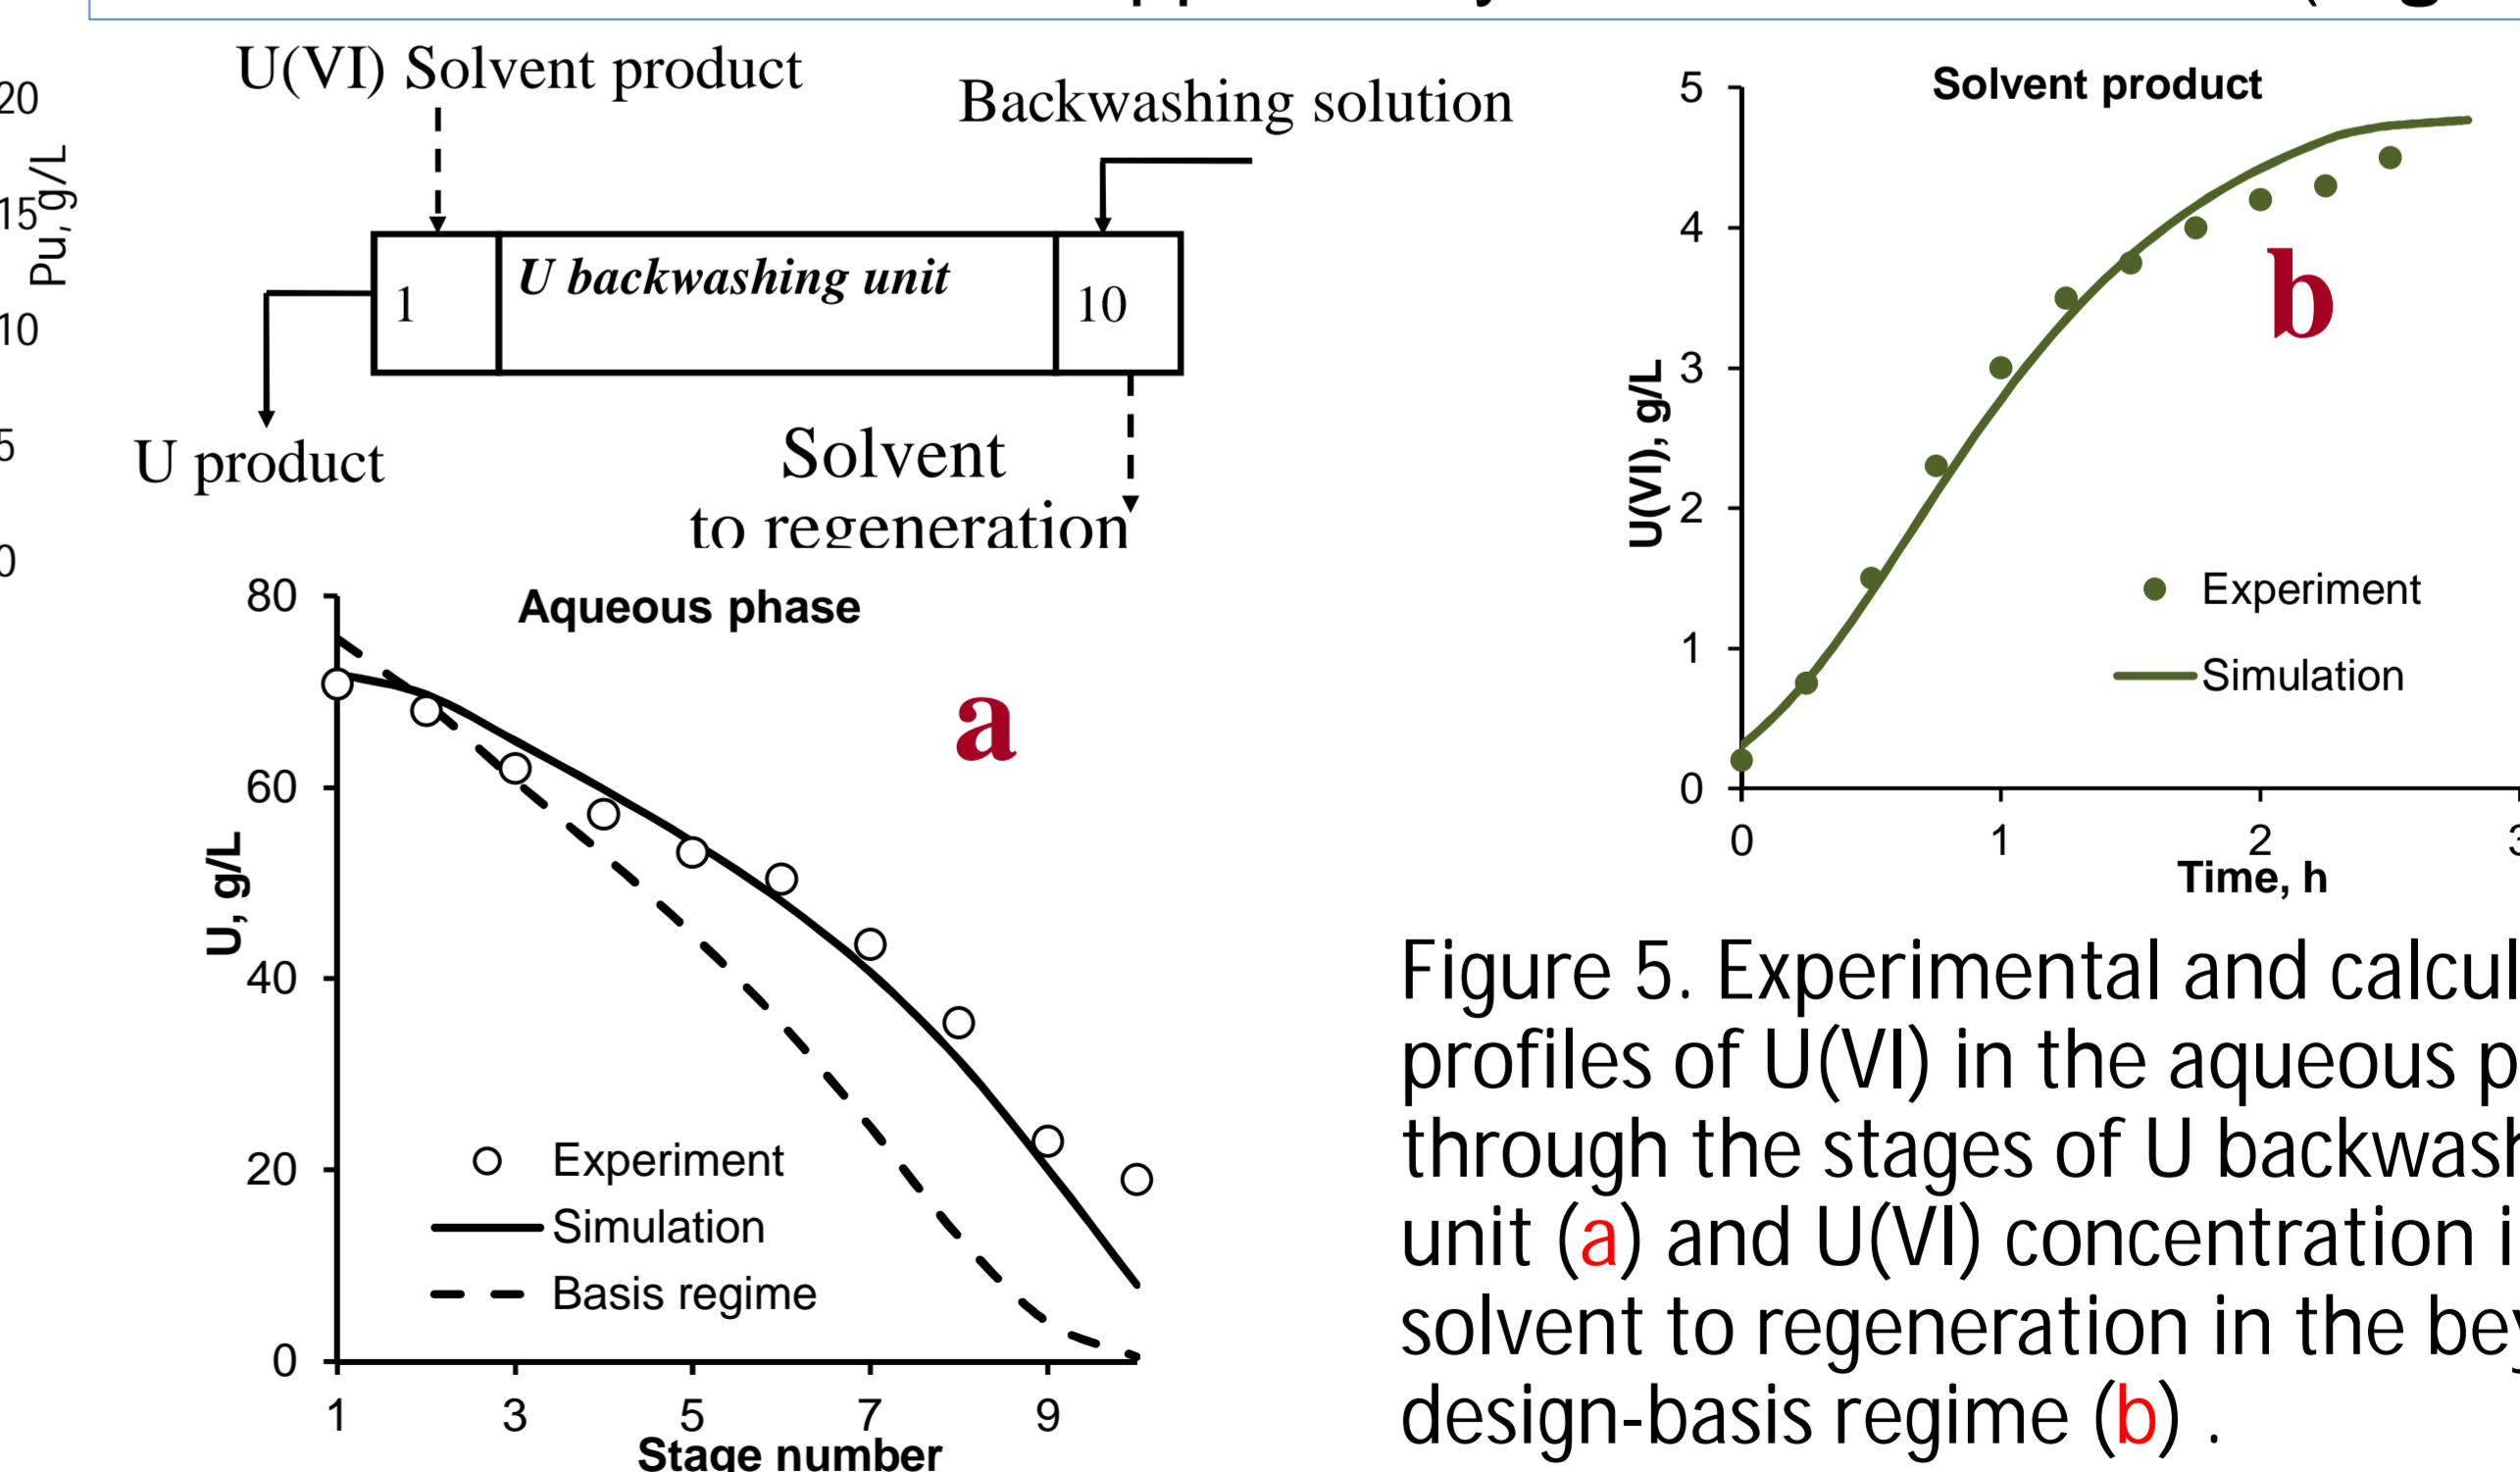 20
15
10
5
0
Pu, g/L
U(VI) Solvent product
Backwashing solution
1
U backwashing unit
10
U product
Solvent
to regeneration
Aqueous phase
80
60
40
20
0
U, g/L
a
Experiment
Simulation
Basis regime
1 3 5 7 9
Stage number
Solvent product
5
4
3
2
1
0
U(VI), g/L
b
Experiment
Simulation
0 1 2 3
Time, h
Figure 5. Experimental and
profiles of U(VI) in the aqueous
through the stages of U
unit (a) and U(VI) concentration
solvent to regeneration in the
design-basis regime (b) .